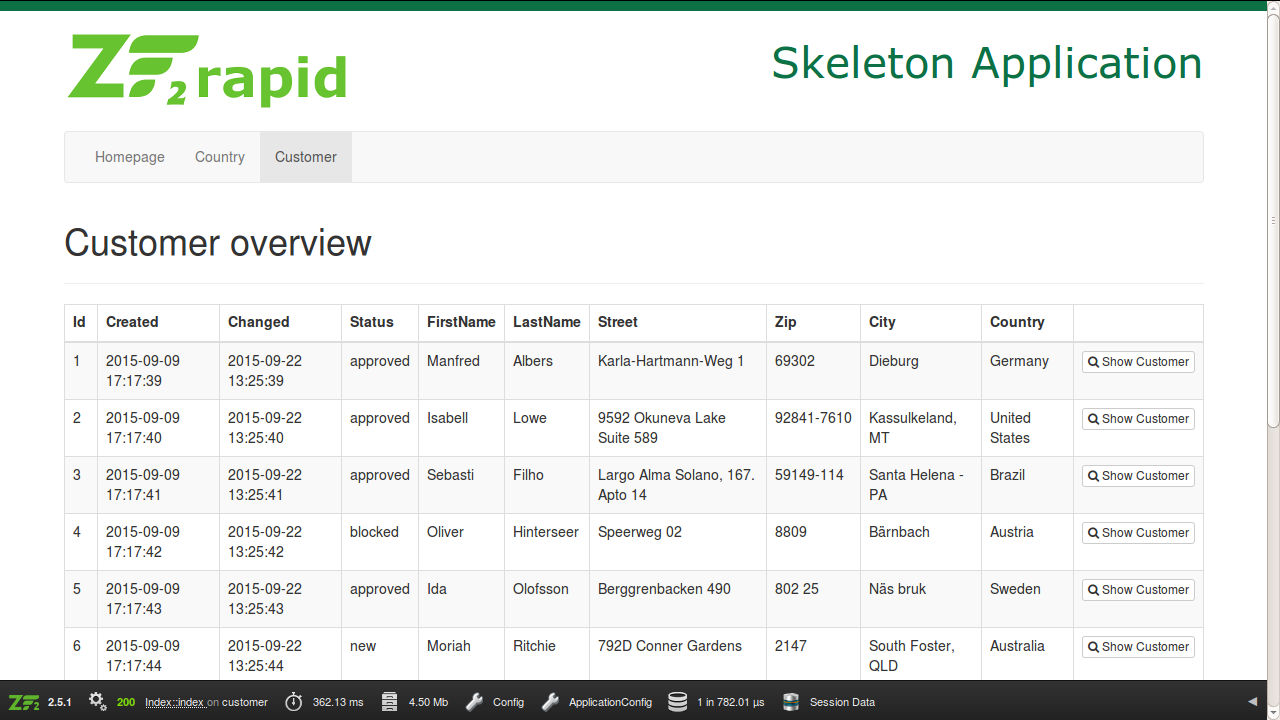 ZF2rapid
Skeleton Application
Homepage Country Customer
Customer overview
Id Created Changed Status FirstName LastName Street Zip City Country
1 2015-09-09 2015-09-22 approved Manfred Albers Karla-Hartmann-Weg 1 69302 Dieburg Germany Show Customer
17:17:39 13:25:39
2 2015-09-09 2015-09-22 approved Isabell Lowe 9592 Okuneva Lake 92841-7610 Kassulkeland, United Show Customer
17:17:40 13:25:40 Suite 589 MT States
3 2015-09-09 2015-09-22 approved Sebasti Filho Largo Alma Solano, 167. 59149-114 Santa Helena - Brazil Show Customer
17:17:41 13:25:41 Apto 14 PA
4 2015-09-09 2015-09-22 blocked Oliver Hinterseer Speerweg 02 8809 Bärnbach Austria Show Customer
17:17:42 13:25:42
5 2015-09-09 2015-09-22 approved Ida Olofsson Berggrenbacken 490 802 25 Näs bruk Sweden Show Customer
17:17:43 13:25:43
6 2015-09-09 2015-09-22 new Moriah Ritchie 792D Conner Gardens 2147 South Foster, Australia Show Customer
17:17:44 13:25:44 QLD
ZF2 2.5.1 200 Index::index on customer 362.13 ms 4.50 Mb Config ApplicationConfig 1 in 782.01 µs Session Data